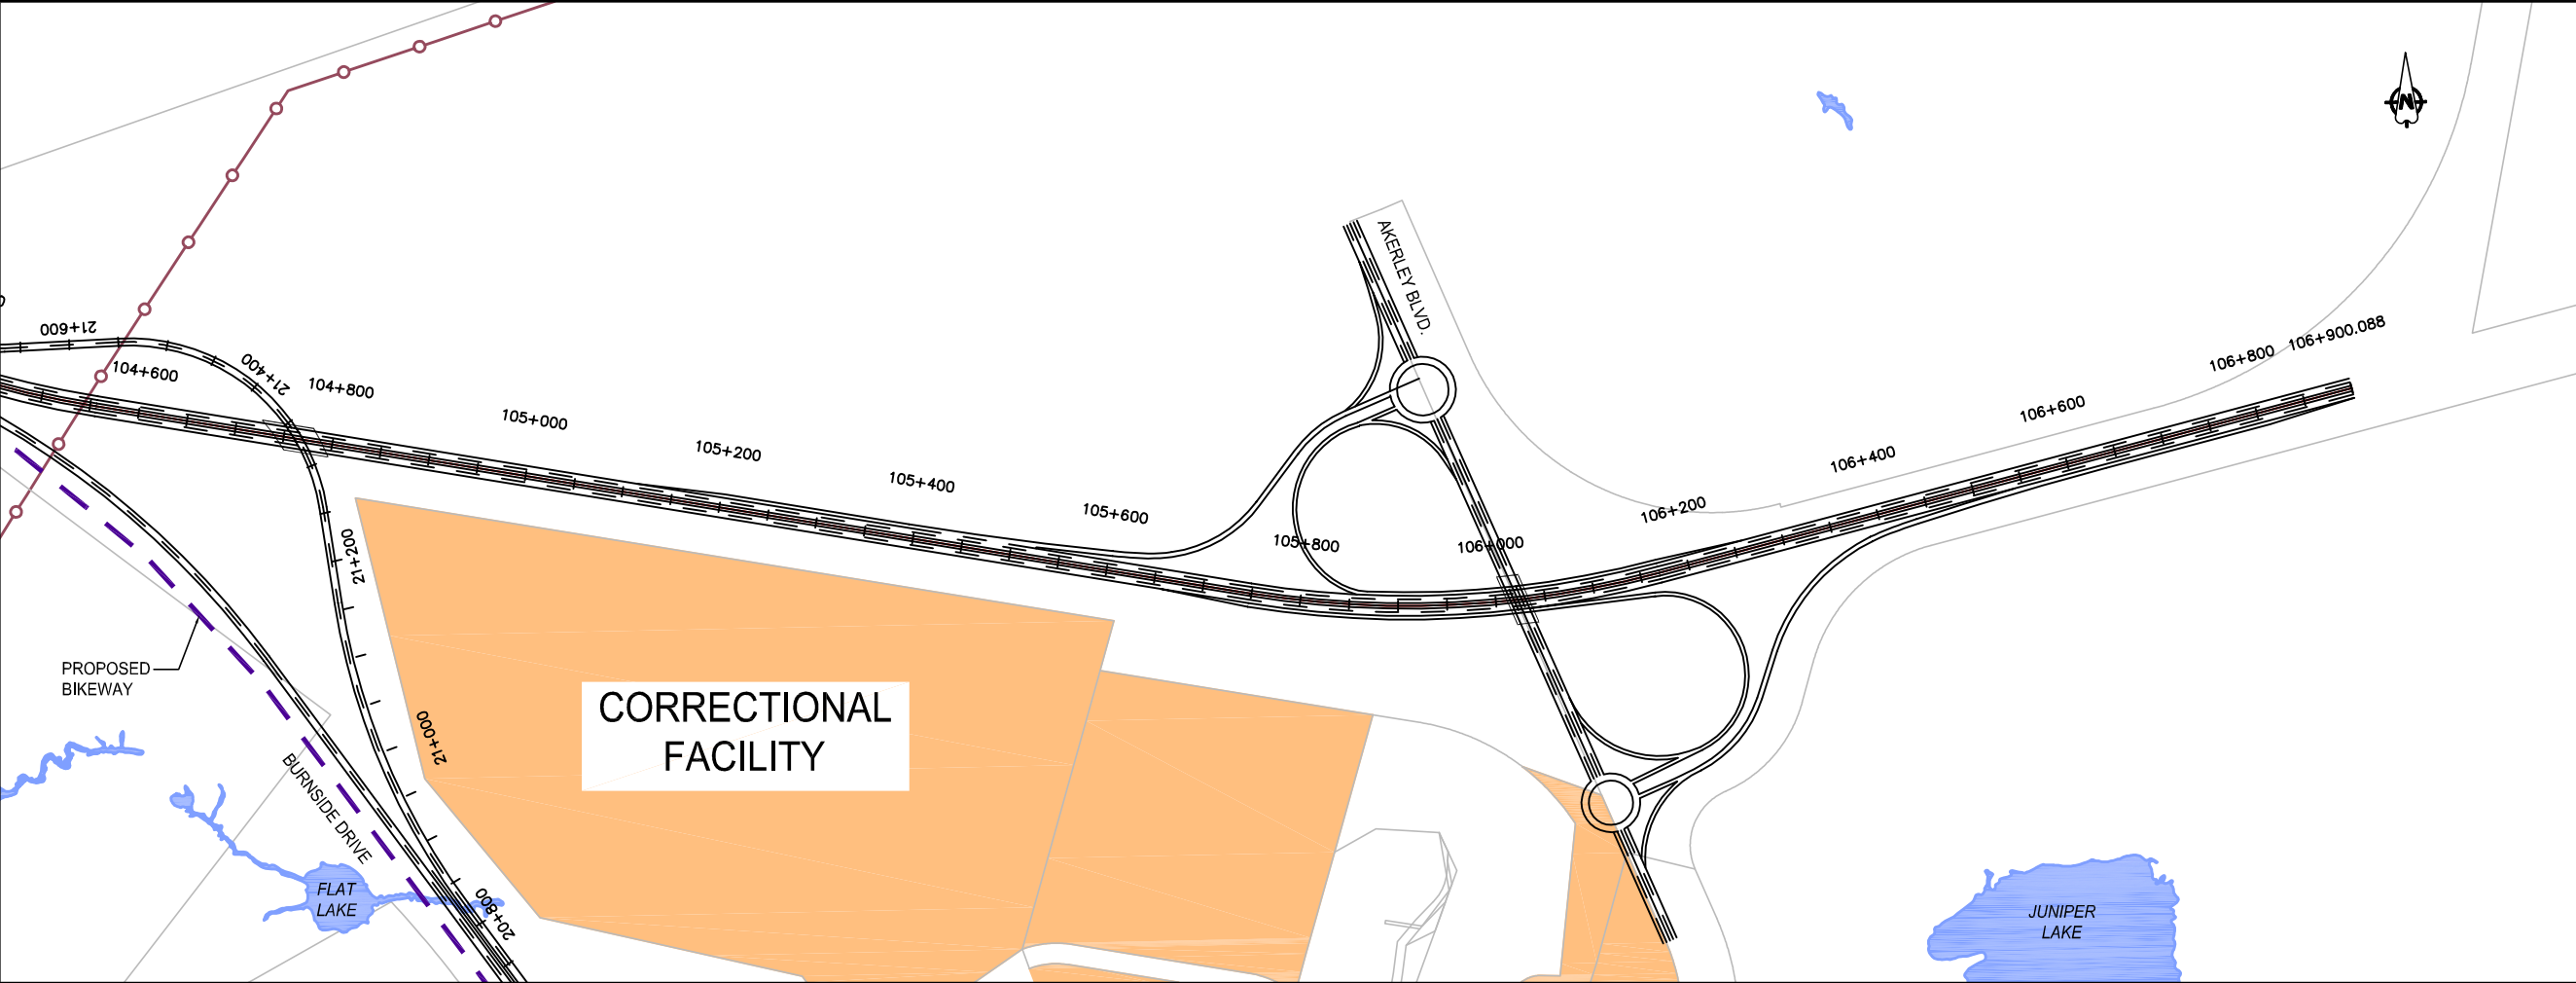 N
AKERLEY BLVD.
21+600
104+600
21+400
104+800
105+000
105+200
105+400
105+600
105+800
106+000
106+200
106+400
106+600
106+800
106+900.088
21+200
21+000
20+800
PROPOSED
BIKEWAY
CORRECTIONAL
FACILITY
BURNSIDE DRIVE
FLAT
LAKE
JUNIPER
LAKE